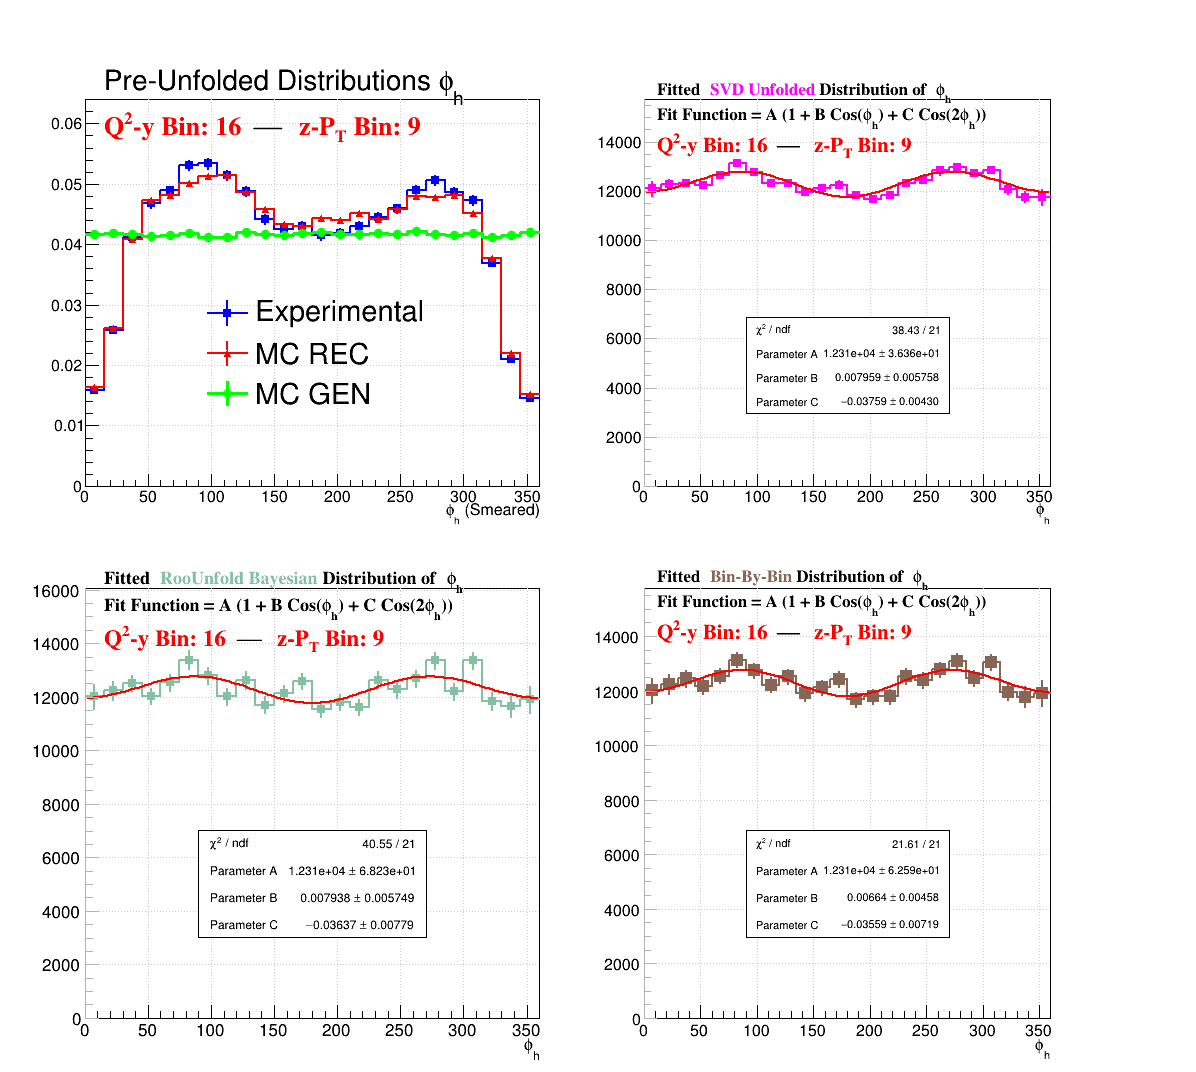 Pre-Unfolded Distributions ϕh
Q2-y Bin: 16 — z-PT Bin: 9
0.06
0.05
0.04
0.03
0.02
0.01
0
Experimental
MC REC
MC GEN
0 50 100 150 200 250 300 350
ϕh (Smeared)
Fitted SVD Unfolded Distribution of ϕh
Fit Function = A (1 + B Cos(ϕh) + C Cos(2ϕh))
Q2-y Bin: 16 — z-PT Bin: 9
14000
12000
10000
8000
6000
4000
2000
0
χ2 / ndf 38.43 / 21
Parameter A 1.231e+04 ± 3.636e+01
Parameter B 0.007959 ± 0.005758
Parameter C −0.03759 ± 0.00430
0 50 100 150 200 250 300 350
ϕh
Fitted RooUnfold Bayesian Distribution of ϕh
Fit Function = A (1 + B Cos(ϕh) + C Cos(2ϕh))
Q2-y Bin: 16 — z-PT Bin: 9
16000
14000
12000
10000
8000
6000
4000
2000
0
χ2 / ndf 40.55 / 21
Parameter A 1.231e+04 ± 6.823e+01
Parameter B 0.007938 ± 0.005749
Parameter C −0.03637 ± 0.00779
0 50 100 150 200 250 300 350
ϕh
Fitted Bin-By-Bin Distribution of ϕh
Fit Function = A (1 + B Cos(ϕh) + C Cos(2ϕh))
Q2-y Bin: 16 — z-PT Bin: 9
14000
12000
10000
8000
6000
4000
2000
0
χ2 / ndf 21.61 / 21
Parameter A 1.231e+04 ± 6.259e+01
Parameter B 0.00664 ± 0.00458
Parameter C −0.03559 ± 0.00719
0 50 100 150 200 250 300 350
ϕh